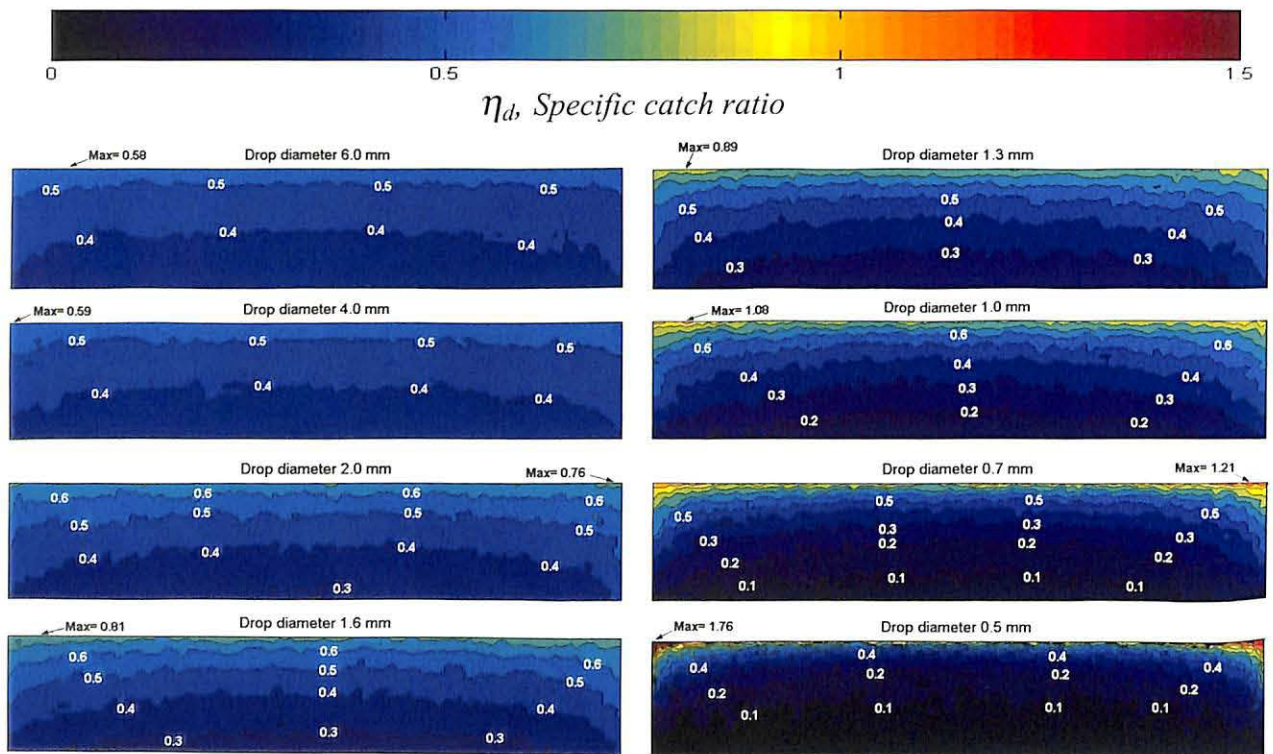 0 0.5 1 1.5
η_d, Specific catch ratio
Max= 0.58 Drop diameter 6.0 mm
0.5 0.5 0.5 0.5
0.4 0.4 0.4 0.4
Max= 0.59 Drop diameter 4.0 mm
0.5 0.5 0.5 0.5
0.4 0.4 0.4 0.4
Drop diameter 2.0 mm Max= 0.76
0.6 0.6 0.6 0.6
0.5 0.5 0.5 0.5
0.4 0.4 0.4 0.4
0.3
Max= 0.81 Drop diameter 1.6 mm
0.6 0.6 0.6
0.5 0.5 0.5
0.4 0.4 0.4
0.3 0.3 0.3
Max= 0.89 Drop diameter 1.3 mm
0.5 0.5 0.5
0.4 0.4 0.4
0.3 0.3 0.3
Max= 1.08 Drop diameter 1.0 mm
0.6 0.6 0.6
0.4 0.4 0.4
0.3 0.3 0.3
0.2 0.2 0.2
Drop diameter 0.7 mm Max= 1.21
0.5 0.5 0.5 0.5
0.3 0.3 0.3 0.3
0.2 0.2 0.2 0.2
0.1 0.1 0.1 0.1
Max= 1.76 Drop diameter 0.5 mm
0.4 0.4 0.4 0.4
0.2 0.2 0.2 0.2
0.1 0.1 0.1 0.1